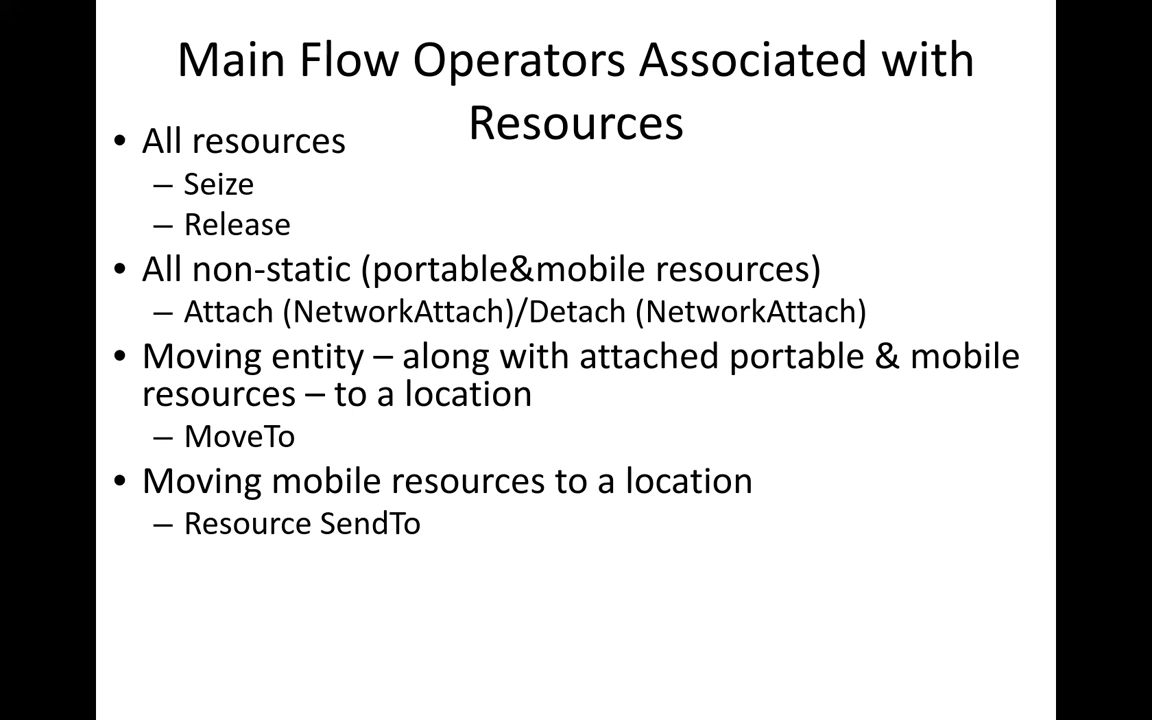 Main Flow Operators Associated with
Resources
• All resources
– Seize
– Release
• All non-static (portable&mobile resources)
– Attach (NetworkAttach)/Detach (NetworkAttach)
• Moving entity – along with attached portable & mobile
resources – to a location
– MoveTo
• Moving mobile resources to a location
– Resource SendTo